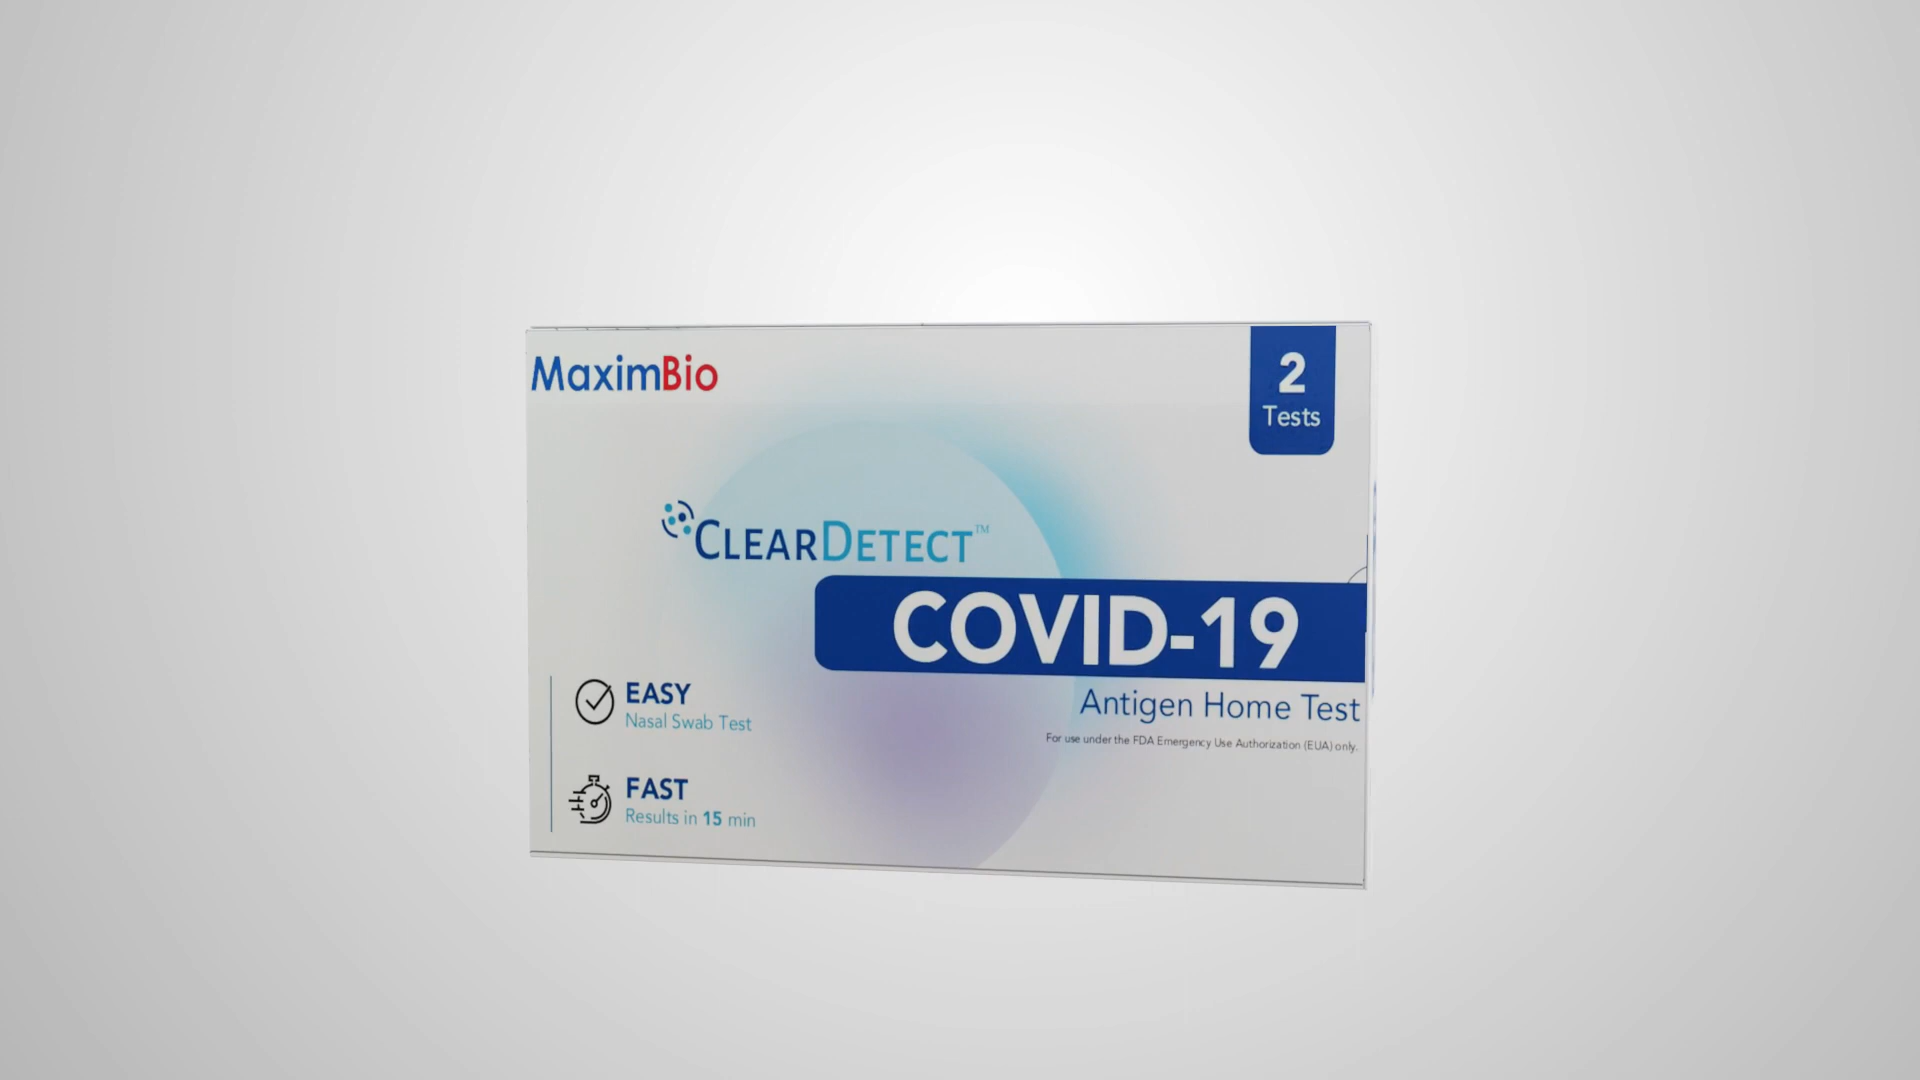 MaximBio
2
Tests
CLEARDETECT™
COVID-19
Antigen Home Test
For use under the FDA Emergency Use Authorization (EUA) only.
EASY
Nasal Swab Test
FAST
Results in 15 min